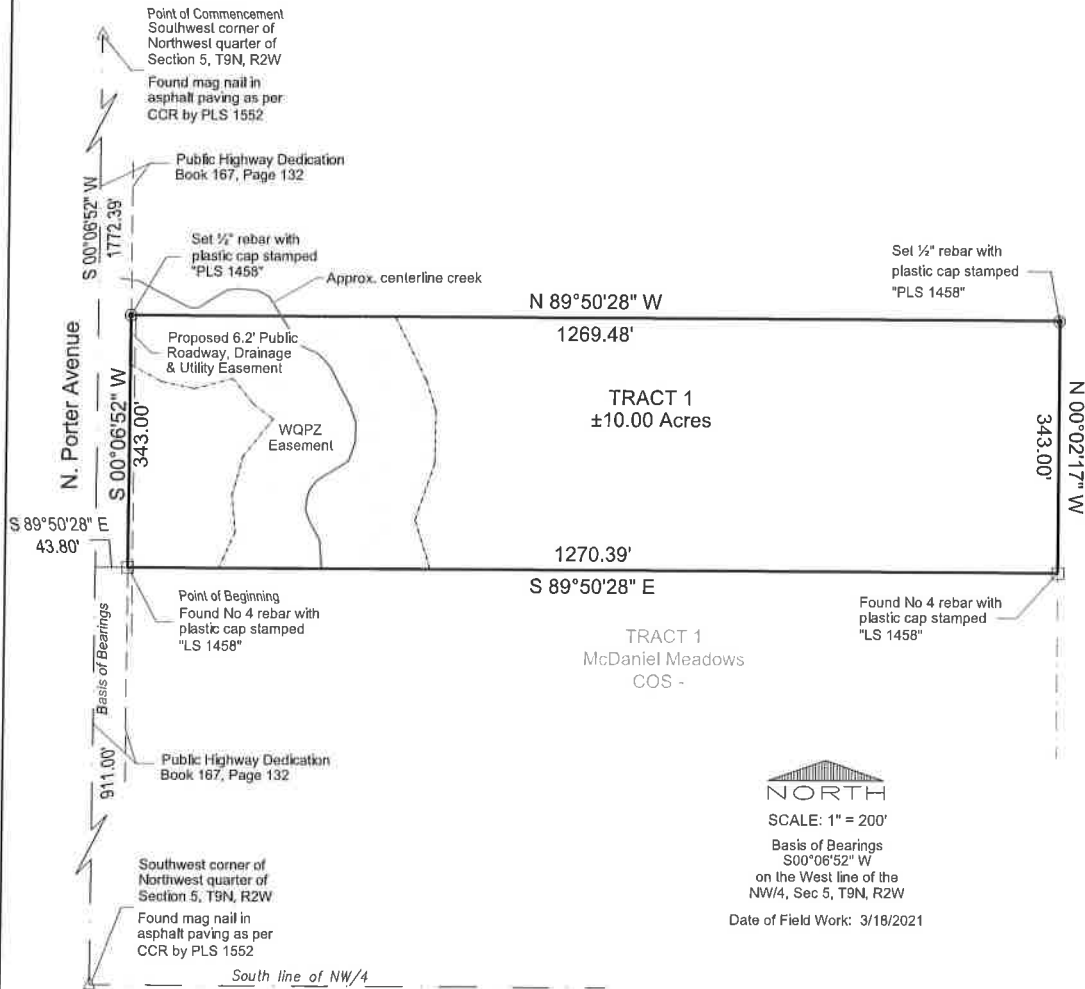 Point of Commencement
Southwest corner of
Northwest quarter of
Section 5, T9N, R2W
Found mag nail in
asphalt paving as per
CCR by PLS 1552
Public Highway Dedication
Book 167, Page 132
S 00°06'52" W
1772.39'
Set ½" rebar with
plastic cap stamped
"PLS 1458"
Approx. centerline creek
Set ½" rebar with
plastic cap stamped
"PLS 1458"
N 89°50'28" W
1269.48'
Proposed 6.2' Public
Roadway, Drainage
& Utility Easement
N. Porter Avenue
S 00°06'52" W
343.00'
WQPZ
Easement
TRACT 1
±10.00 Acres
343.00'
N 00°02'17" W
S 89°50'28" E
43.80'
1270.39'
S 89°50'28" E
Point of Beginning
Found No 4 rebar with
plastic cap stamped
"LS 1458"
Found No 4 rebar with
plastic cap stamped
"LS 1458"
TRACT 1
McDaniel Meadows
COS -
Basis of Bearings
911.00'
Public Highway Dedication
Book 167, Page 132
NORTH
SCALE: 1" = 200'
Basis of Bearings
S00°06'52" W
on the West line of the
NW/4, Sec 5, T9N, R2W
Date of Field Work: 3/18/2021
Southwest corner of
Northwest quarter of
Section 5, T9N, R2W
Found mag nail in
asphalt paving as per
CCR by PLS 1552
South line of NW/4